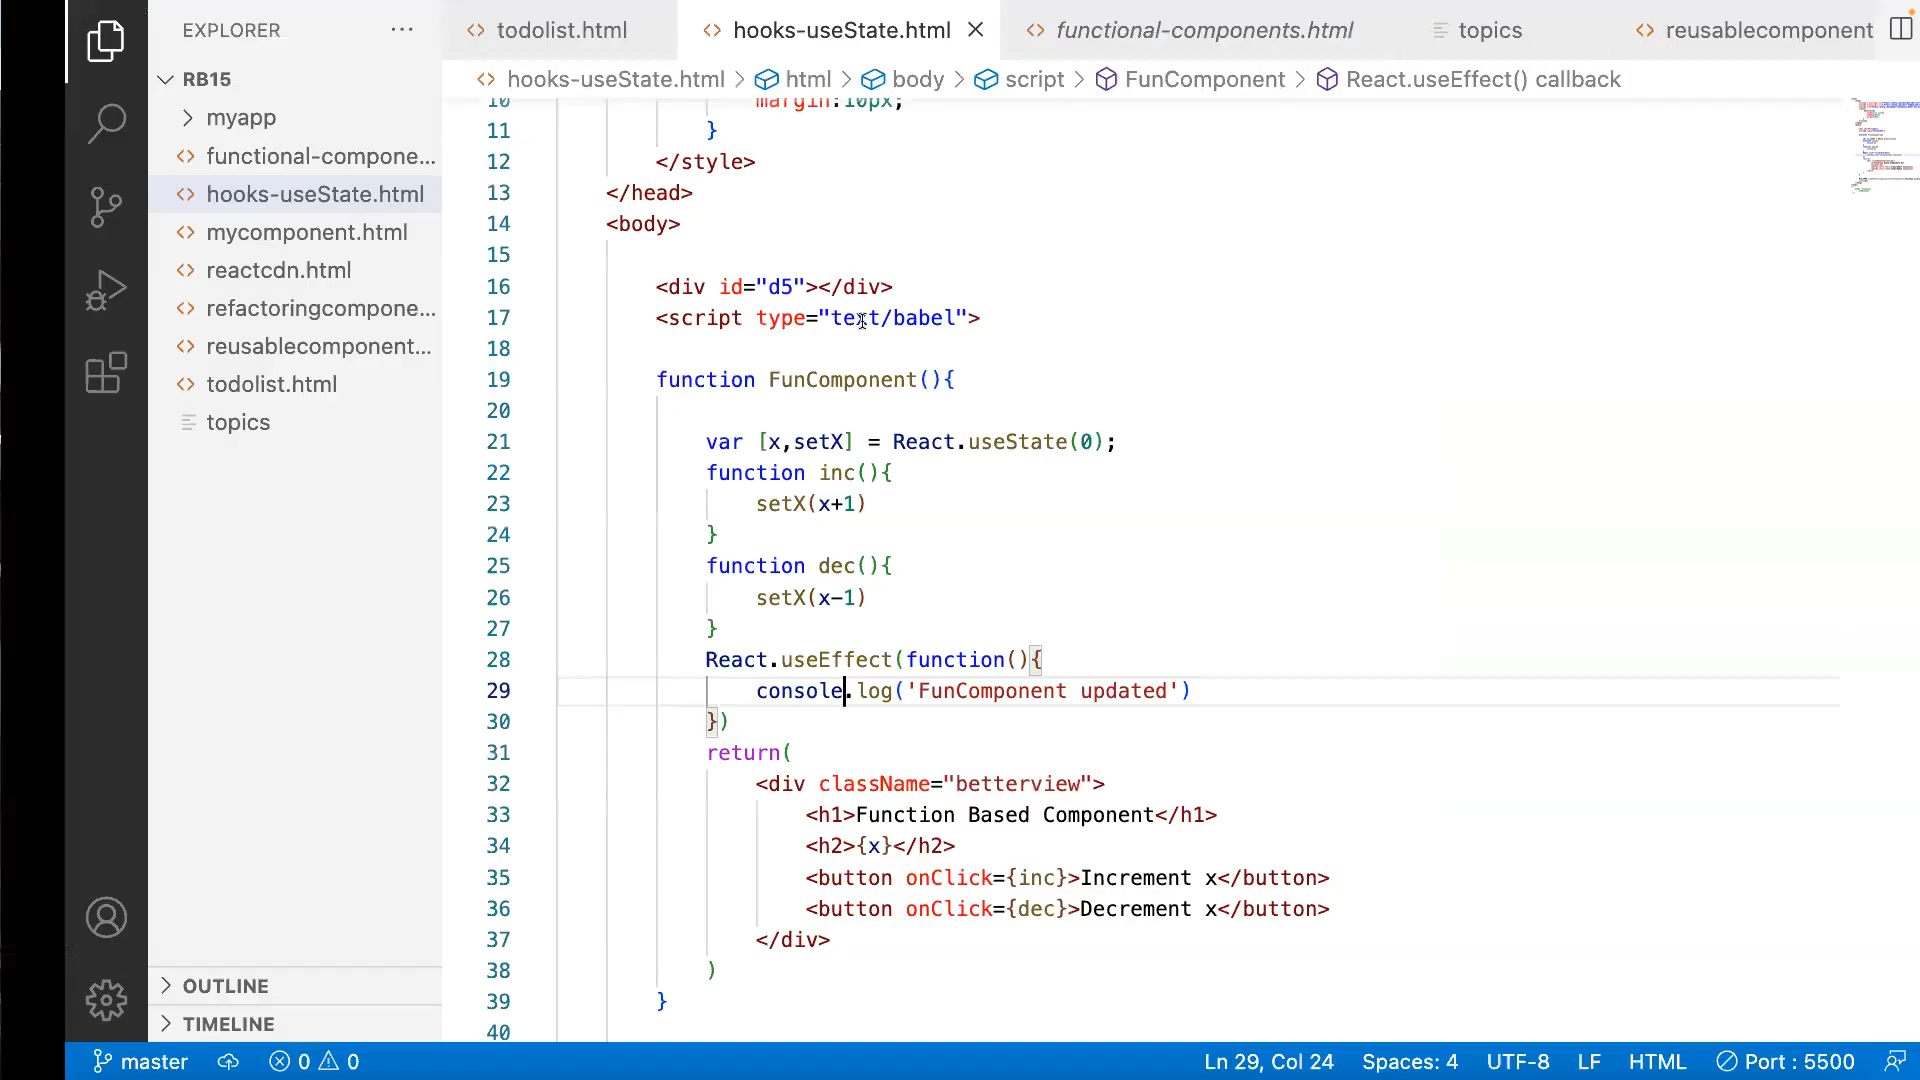 EXPLORER
todolist.html
hooks-useState.html
functional-components.html
topics
reusablecomponent
RB15
hooks-useState.html > html > body > script > FunComponent > React.useEffect() callback
myapp
functional-compone...
hooks-useState.html
mycomponent.html
reactcdn.html
refactoringcompone...
reusablecomponent...
todolist.html
topics
OUTLINE
TIMELINE
10 margin:10px;
11 }
12 </style>
13 </head>
14 <body>
15
16 <div id="d5"></div>
17 <script type="text/babel">
18
19 function FunComponent(){
20
21 var [x,setX] = React.useState(0);
22 function inc(){
23 setX(x+1)
24 }
25 function dec(){
26 setX(x-1)
27 }
28 React.useEffect(function(){
29 console.log('FunComponent updated')
30 })
31 return(
32 <div className="betterview">
33 <h1>Function Based Component</h1>
34 <h2>{x}</h2>
35 <button onClick={inc}>Increment x</button>
36 <button onClick={dec}>Decrement x</button>
37 </div>
38 )
39 }
40
master 0 0 Ln 29, Col 24 Spaces: 4 UTF-8 LF HTML Port : 5500